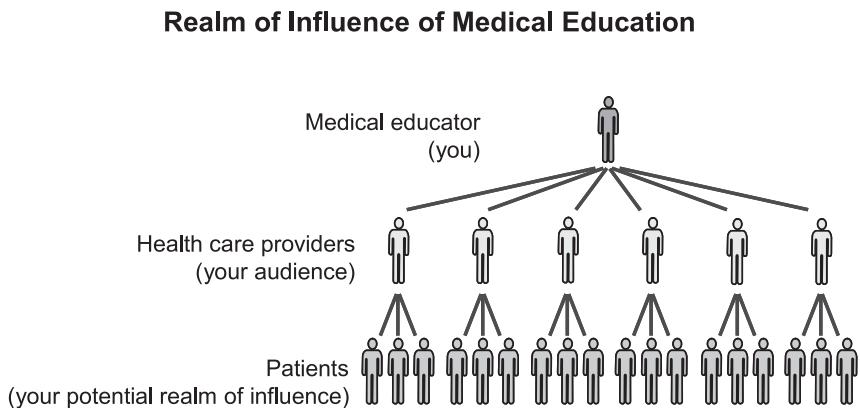 Realm of Influence of Medical Education
Medical educator
(you)
Health care providers
(your audience)
Patients
(your potential realm of influence)